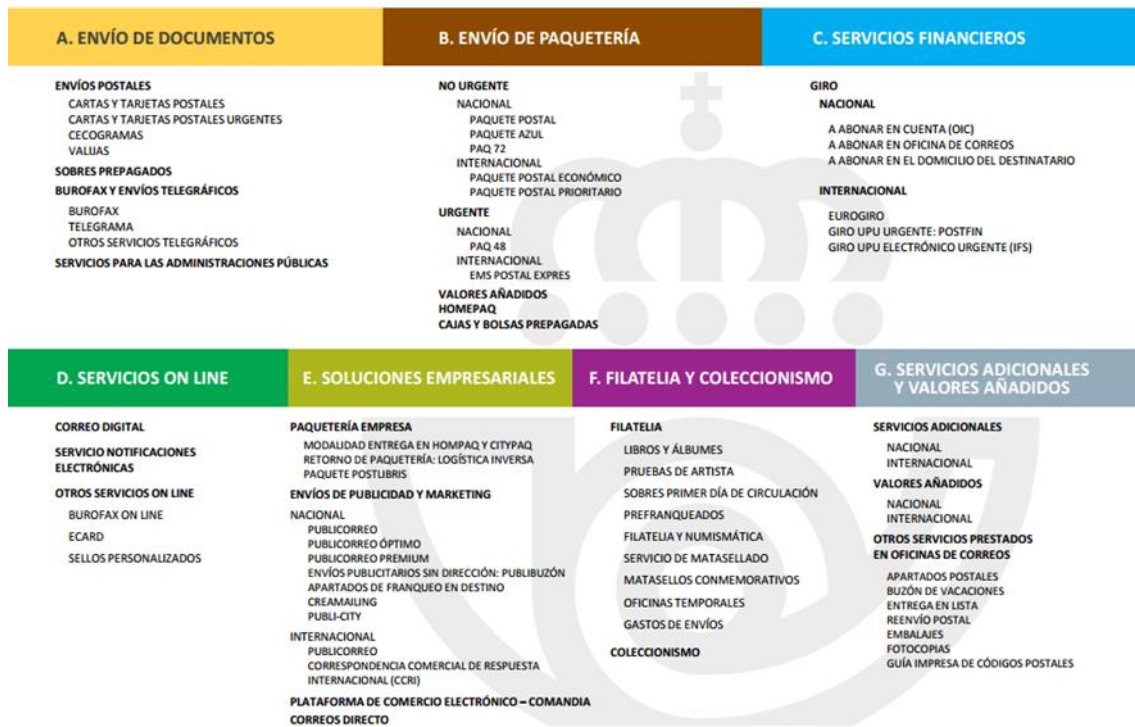 A. ENVÍO DE DOCUMENTOS
ENVÍOS POSTALES
CARTAS Y TARJETAS POSTALES
CARTAS Y TARJETAS POSTALES URGENTES
CECOGRAMAS
VALIJAS
SOBRES PREPAGADOS
BUROFAX Y ENVÍOS TELEGRÁFICOS
BUROFAX
TELEGRAMA
OTROS SERVICIOS TELEGRÁFICOS
SERVICIOS PARA LAS ADMINISTRACIONES PÚBLICAS
B. ENVÍO DE PAQUETERÍA
NO URGENTE
NACIONAL
PAQUETE POSTAL
PAQUETE AZUL
PAQ 72
INTERNACIONAL
PAQUETE POSTAL ECONÓMICO
PAQUETE POSTAL PRIORITARIO
URGENTE
NACIONAL
PAQ 48
INTERNACIONAL
EMS POSTAL EXPRES
VALORES AÑADIDOS
HOMEPAQ
CAJAS Y BOLSAS PREPAGADAS
C. SERVICIOS FINANCIEROS
GIRO
NACIONAL
A ABONAR EN CUENTA (OIC)
A ABONAR EN OFICINA DE CORREOS
A ABONAR EN EL DOMICILIO DEL DESTINATARIO
INTERNACIONAL
EUROGIRO
GIRO UPU URGENTE: POSTFIN
GIRO UPU ELECTRÓNICO URGENTE (IFS)
D. SERVICIOS ON LINE
CORREO DIGITAL
SERVICIO NOTIFICACIONES
ELECTRÓNICAS
OTROS SERVICIOS ON LINE
BUROFAX ON LINE
ECARD
SELLOS PERSONALIZADOS
E. SOLUCIONES EMPRESARIALES
PAQUETERÍA EMPRESA
MODALIDAD ENTREGA EN HOMPAQ Y CITYPAQ
RETORNO DE PAQUETERÍA: LOGÍSTICA INVERSA
PAQUETE POSTLIBRIS
ENVÍOS DE PUBLICIDAD Y MARKETING
NACIONAL
PUBLICORREO
PUBLICORREO ÓPTIMO
PUBLICORREO PREMIUM
ENVÍOS PUBLICITARIOS SIN DIRECCIÓN: PUBLIBUZÓN
APARTADOS DE FRANQUEO EN DESTINO
CREAMAILING
PUBLI-CITY
INTERNACIONAL
PUBLICORREO
CORRESPONDENCIA COMERCIAL DE RESPUESTA
INTERNACIONAL (CCRI)
PLATAFORMA DE COMERCIO ELECTRÓNICO – COMANDIA
CORREOS DIRECTO
F. FILATELIA Y COLECCIONISMO
FILATELIA
LIBROS Y ÁLBUMES
PRUEBAS DE ARTISTA
SOBRES PRIMER DÍA DE CIRCULACIÓN
PREFRANQUEADOS
FILATELIA Y NUMISMÁTICA
SERVICIO DE MATASELLADO
MATASELLOS CONMEMORATIVOS
OFICINAS TEMPORALES
GASTOS DE ENVÍOS
COLECCIONISMO
G. SERVICIOS ADICIONALES
Y VALORES AÑADIDOS
SERVICIOS ADICIONALES
NACIONAL
INTERNACIONAL
VALORES AÑADIDOS
NACIONAL
INTERNACIONAL
OTROS SERVICIOS PRESTADOS
EN OFICINAS DE CORREOS
APARTADOS POSTALES
BUZÓN DE VACACIONES
ENTREGA EN LISTA
REENVÍO POSTAL
EMBALAJES
FOTOCOPIAS
GUÍA IMPRESA DE CÓDIGOS POSTALES